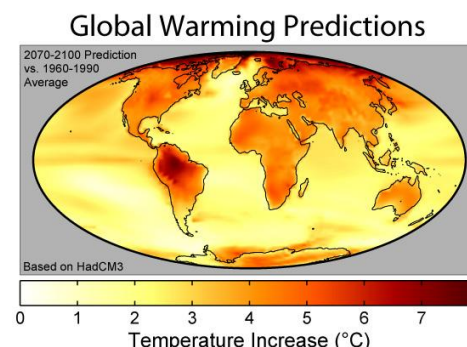 Global Warming Predictions
2070-2100 Prediction
vs. 1960-1990
Average
Based on HadCM3
0 1 2 3 4 5 6 7
Temperature Increase (°C)